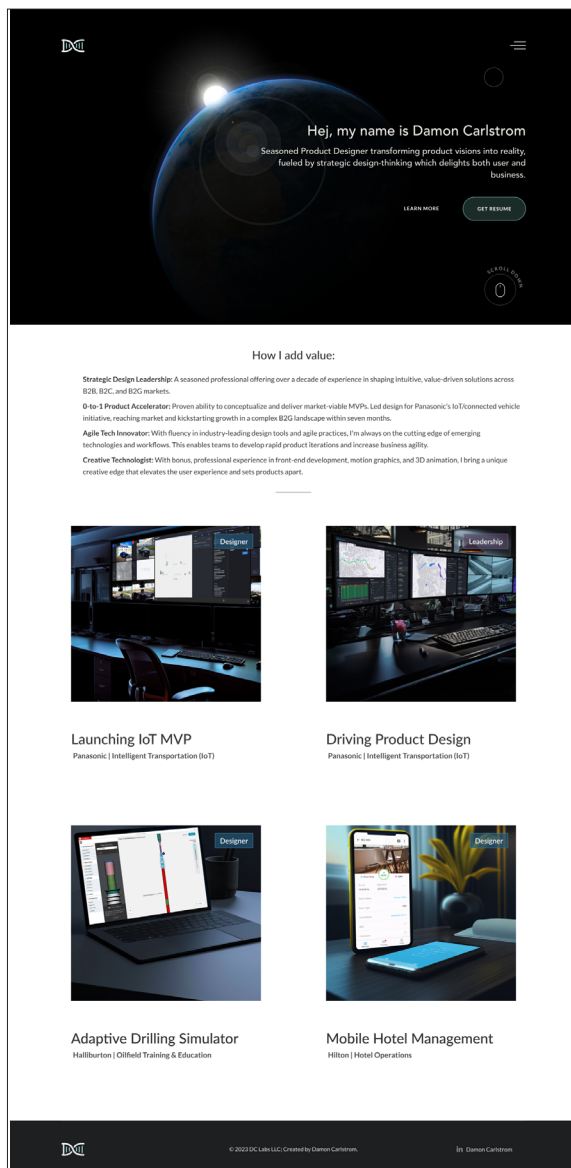 Hej, my name is Damon Carlstrom
Seasoned Product Designer transforming product visions into reality,
fueled by strategic design-thinking which delights both user and
business.
LEARN MORE
GET RESUME
SCROLL DOWN
How I add value:
Strategic Design Leadership: A seasoned professional offering over a decade of experience in shaping intuitive, value-driven solutions across
B2B, B2C, and B2G markets.
0-to-1 Product Accelerator: Proven ability to conceptualize and deliver market-viable MVPs. Led design for Panasonic's IoT/connected vehicle
initiative, reaching market and kickstarting growth in a complex B2G landscape within seven months.
Agile Tech Innovator: With fluency in industry-leading design tools and agile practices, I'm always on the cutting edge of emerging
technologies and workflows. This enables teams to develop rapid product iterations and increase business agility.
Creative Technologist: With bonus, professional experience in front-end development, motion graphics, and 3D animation, I bring a unique
creative edge that elevates the user experience and sets products apart.
Designer
Leadership
Launching IoT MVP
Panasonic | Intelligent Transportation (IoT)
Driving Product Design
Panasonic | Intelligent Transportation (IoT)
Designer
Designer
Adaptive Drilling Simulator
Halliburton | Oilfield Training & Education
Mobile Hotel Management
Hilton | Hotel Operations
© 2023 DC Labs LLC; Created by Damon Carlstrom.
in Damon Carlstrom